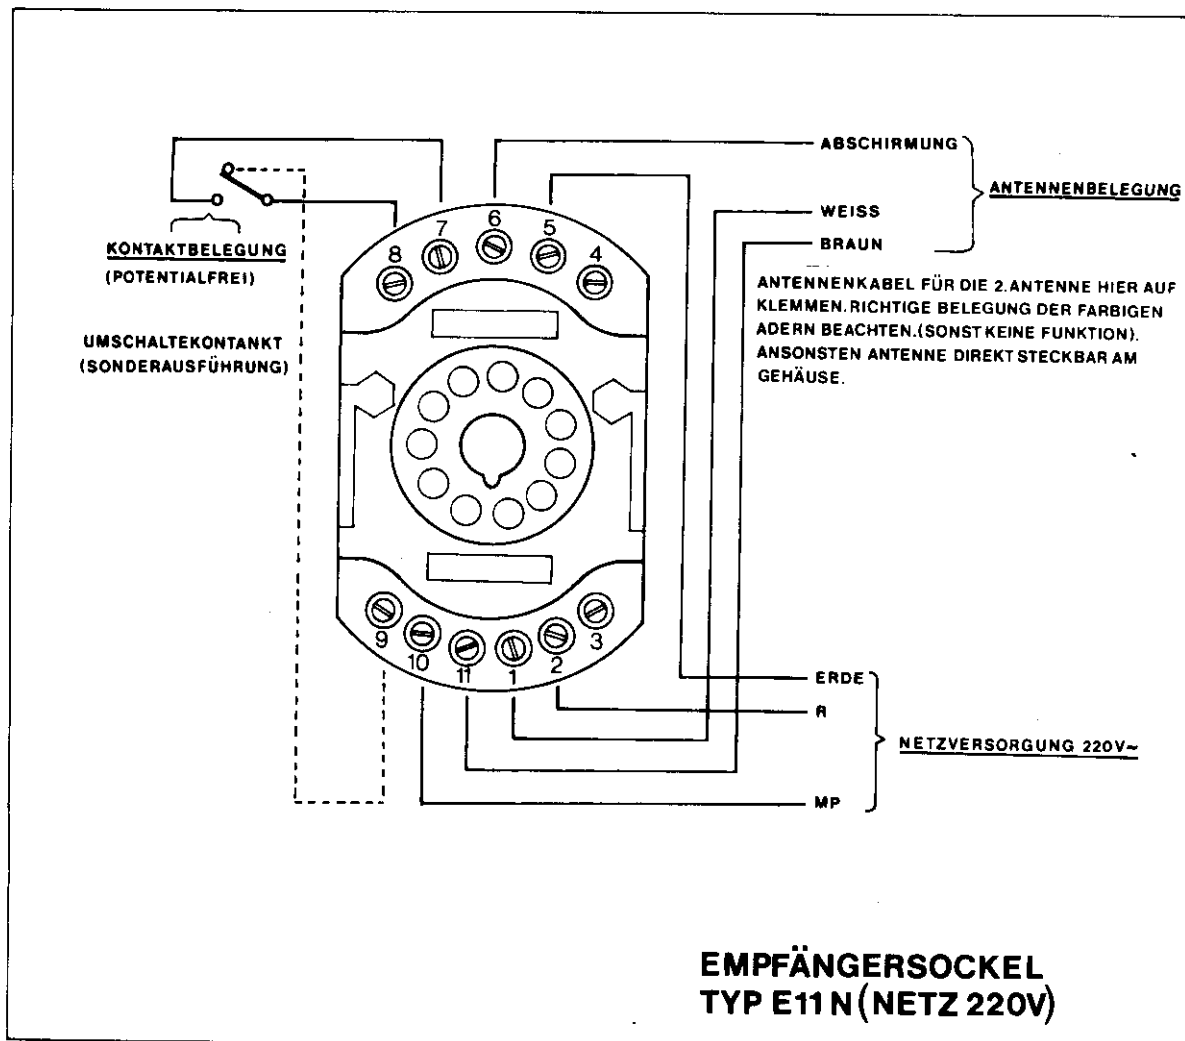 ABSCHIRMUNG
ANTENNENBELEGUNG
WEISS
BRAUN
KONTAKTBELEGUNG
(POTENTIALFREI)
UMSCHALTEKONTANKT
(SONDERAUSFÜHRUNG)
8 7 6 5 4
ANTENNENKABEL FÜR DIE 2.ANTENNE HIER AUF
KLEMMEN.RICHTIGE BELEGUNG DER FARBIGEN
ADERN BEACHTEN.(SONST KEINE FUNKTION).
ANSONSTEN ANTENNE DIREKT STECKBAR AM
GEHÄUSE.
9 10 11 1 2 3
ERDE
R
NETZVERSORGUNG 220V~
MP
EMPFÄNGERSOCKEL
TYP E11 N (NETZ 220V)